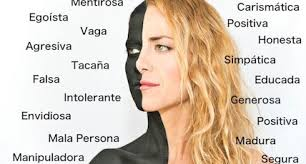 Mentirosa
Egoísta
Vaga
Agresiva
Tacaña
Falsa
Intolerante
Envidiosa
Mala Persona
Manipuladora
Carismática
Positiva
Honesta
Simpática
Educada
Generosa
Positiva
Madura
Segura